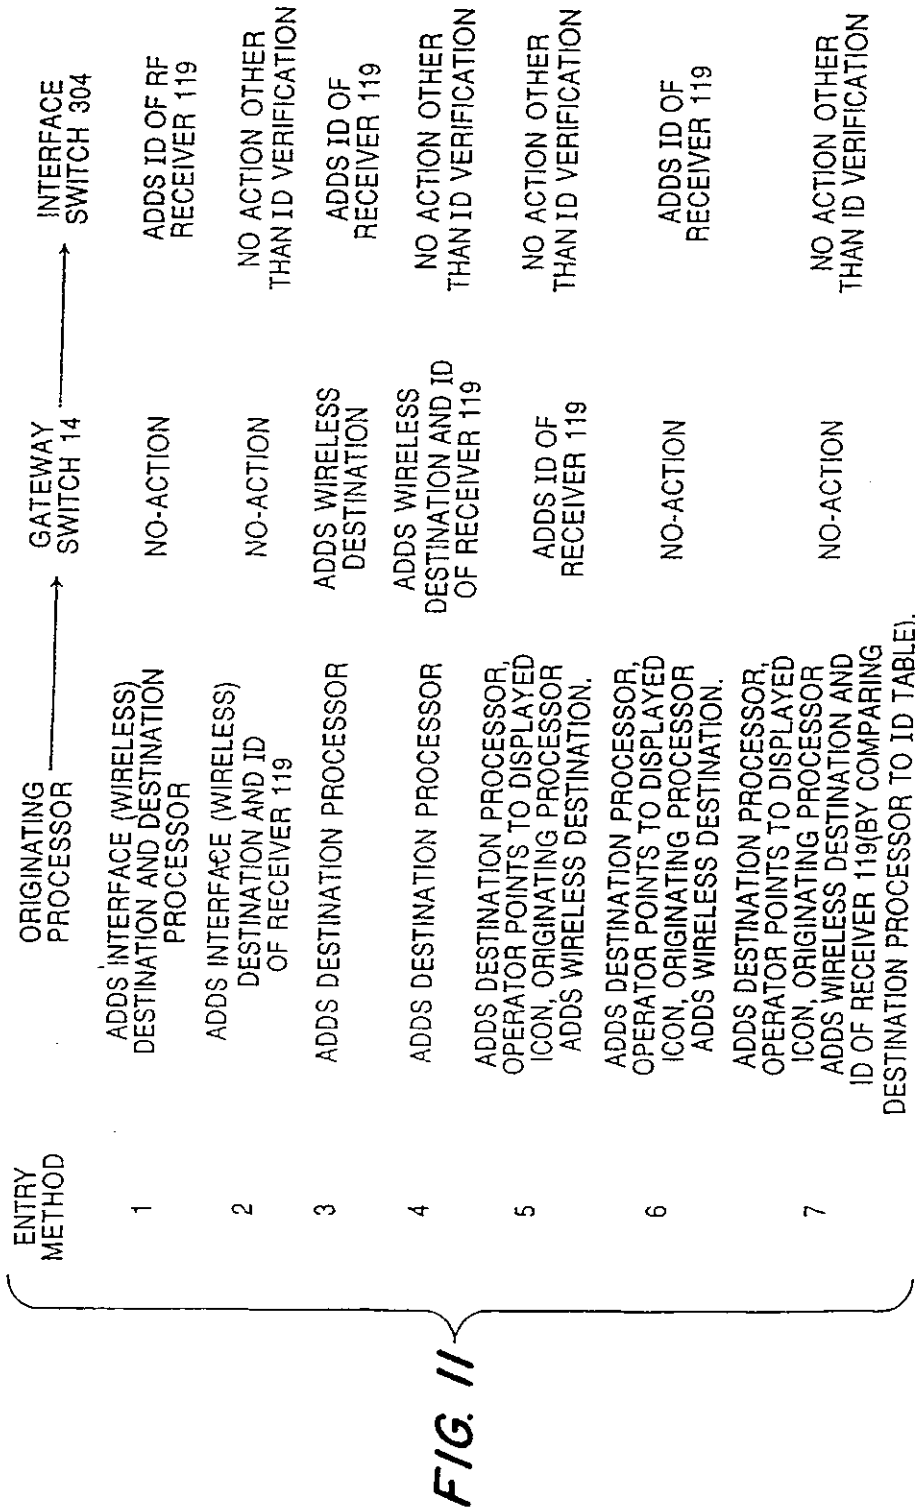 FIG. 11
ENTRY
METHOD
ORIGINATING
PROCESSOR
GATEWAY
SWITCH 14
INTERFACE
SWITCH 304
1
ADDS INTERFACE (WIRELESS)
DESTINATION AND DESTINATION
PROCESSOR
NO-ACTION
ADDS ID OF RF
RECEIVER 119
2
ADDS INTERFACE (WIRELESS)
DESTINATION AND ID
OF RECEIVER 119
NO-ACTION
NO ACTION OTHER
THAN ID VERIFICATION
3
ADDS DESTINATION PROCESSOR
ADDS WIRELESS
DESTINATION
ADDS ID OF
RECEIVER 119
4
ADDS DESTINATION PROCESSOR
ADDS WIRELESS
DESTINATION AND ID
OF RECEIVER 119
NO ACTION OTHER
THAN ID VERIFICATION
5
ADDS DESTINATION PROCESSOR,
OPERATOR POINTS TO DISPLAYED
ICON, ORIGINATING PROCESSOR
ADDS WIRELESS DESTINATION.
ADDS ID OF
RECEIVER 119
NO ACTION OTHER
THAN ID VERIFICATION
6
ADDS DESTINATION PROCESSOR,
OPERATOR POINTS TO DISPLAYED
ICON, ORIGINATING PROCESSOR
ADDS WIRELESS DESTINATION.
NO-ACTION
ADDS ID OF
RECEIVER 119
7
ADDS DESTINATION PROCESSOR,
OPERATOR POINTS TO DISPLAYED
ICON, ORIGINATING PROCESSOR
ADDS WIRELESS DESTINATION AND
ID OF RECEIVER 119(BY COMPARING
DESTINATION PROCESSOR TO ID TABLE).
NO-ACTION
NO ACTION OTHER
THAN ID VERIFICATION